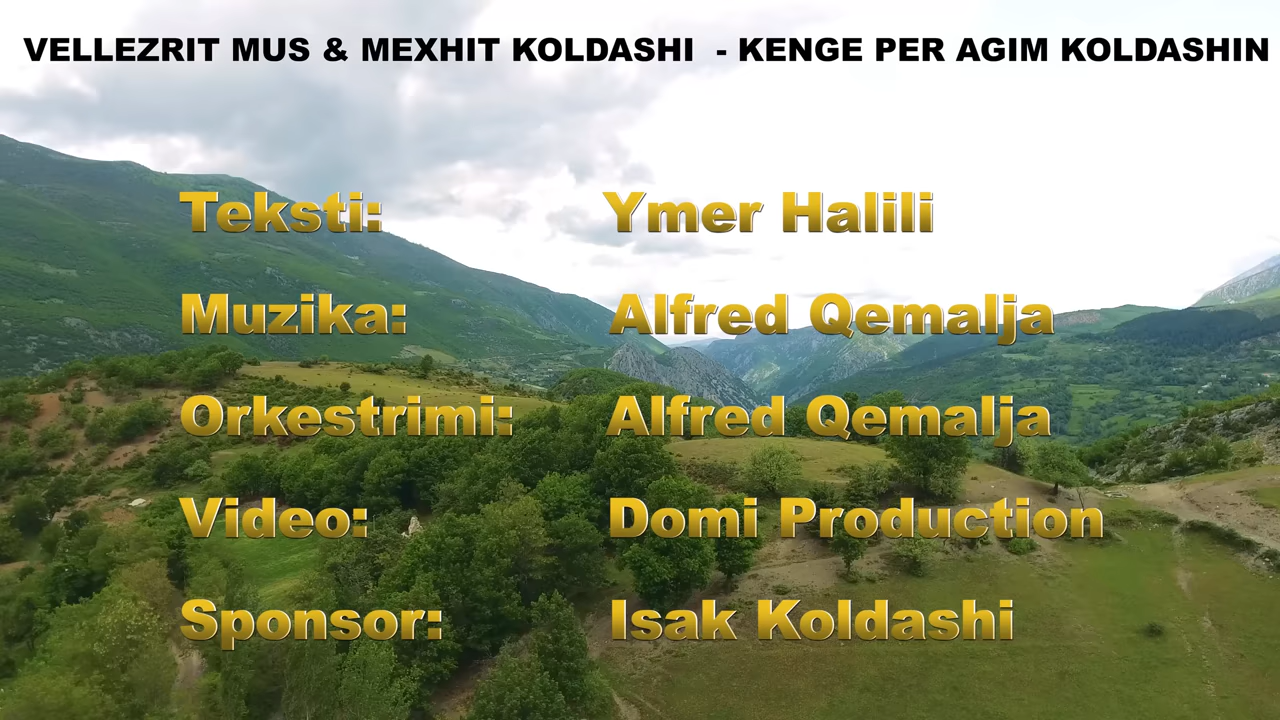 VELLEZRIT MUS & MEXHIT KOLDASHI - KENGE PER AGIM KOLDASHIN
Teksti: Ymer Halili
Muzika: Alfred Qemalja
Orkestrimi: Alfred Qemalja
Video: Domi Production
Sponsor: Isak Koldashi